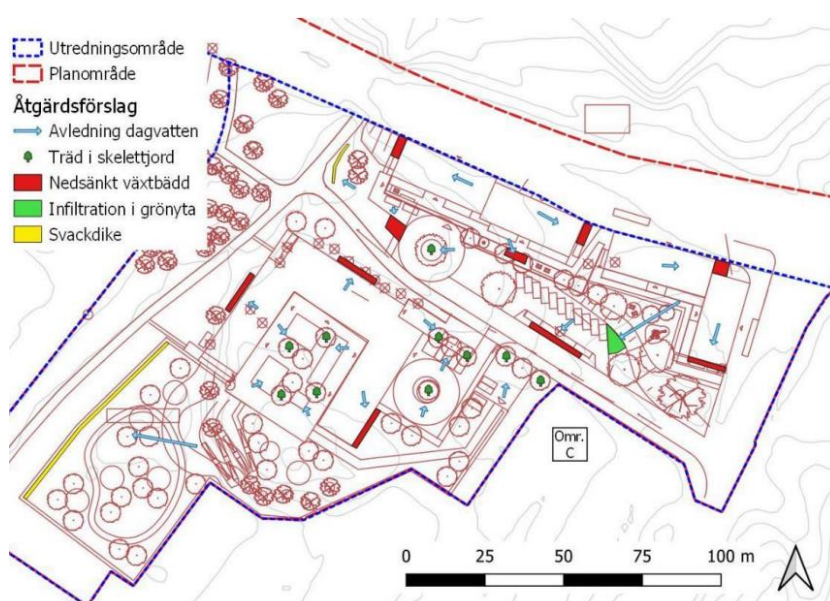 Utredningsområde
Planområde
Åtgärdsförslag
Avledning dagvatten
Träd i skelettjord
Nedsänkt växtbädd
Infiltration i grönyta
Svackdike
Omr.
C
0 25 50 75 100 m